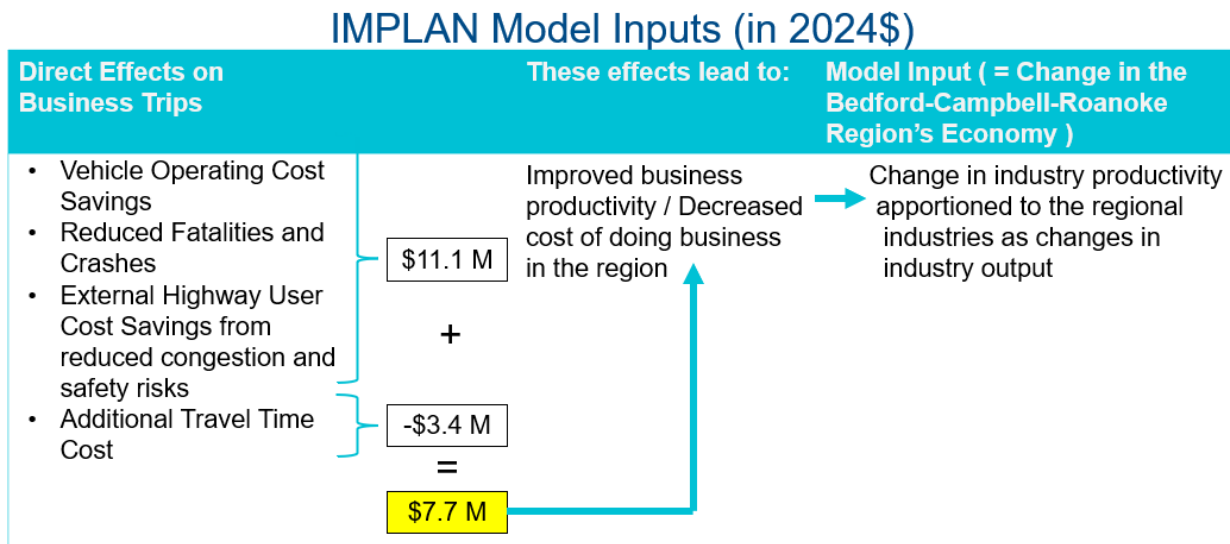 IMPLAN Model Inputs (in 2024$)
Direct Effects on
Business Trips
These effects lead to:
Model Input ( = Change in the
Bedford-Campbell-Roanoke
Region's Economy )
• Vehicle Operating Cost
Savings
• Reduced Fatalities and
Crashes
• External Highway User
Cost Savings from
reduced congestion and
safety risks
• Additional Travel Time
Cost
$11.1 M
+
-$3.4 M
=
$7.7 M
Improved business
productivity / Decreased
cost of doing business
in the region
Change in industry productivity
apportioned to the regional
industries as changes in
industry output